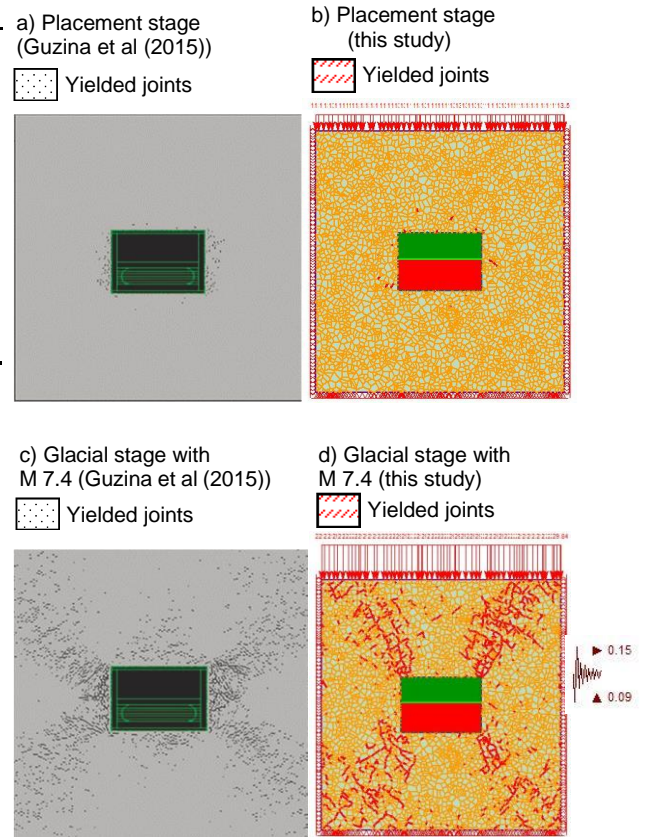 a) Placement stage
(Guzina et al (2015))
Yielded joints
b) Placement stage
(this study)
Yielded joints
c) Glacial stage with
M 7.4 (Guzina et al (2015))
Yielded joints
d) Glacial stage with
M 7.4 (this study)
Yielded joints
0.15
0.09